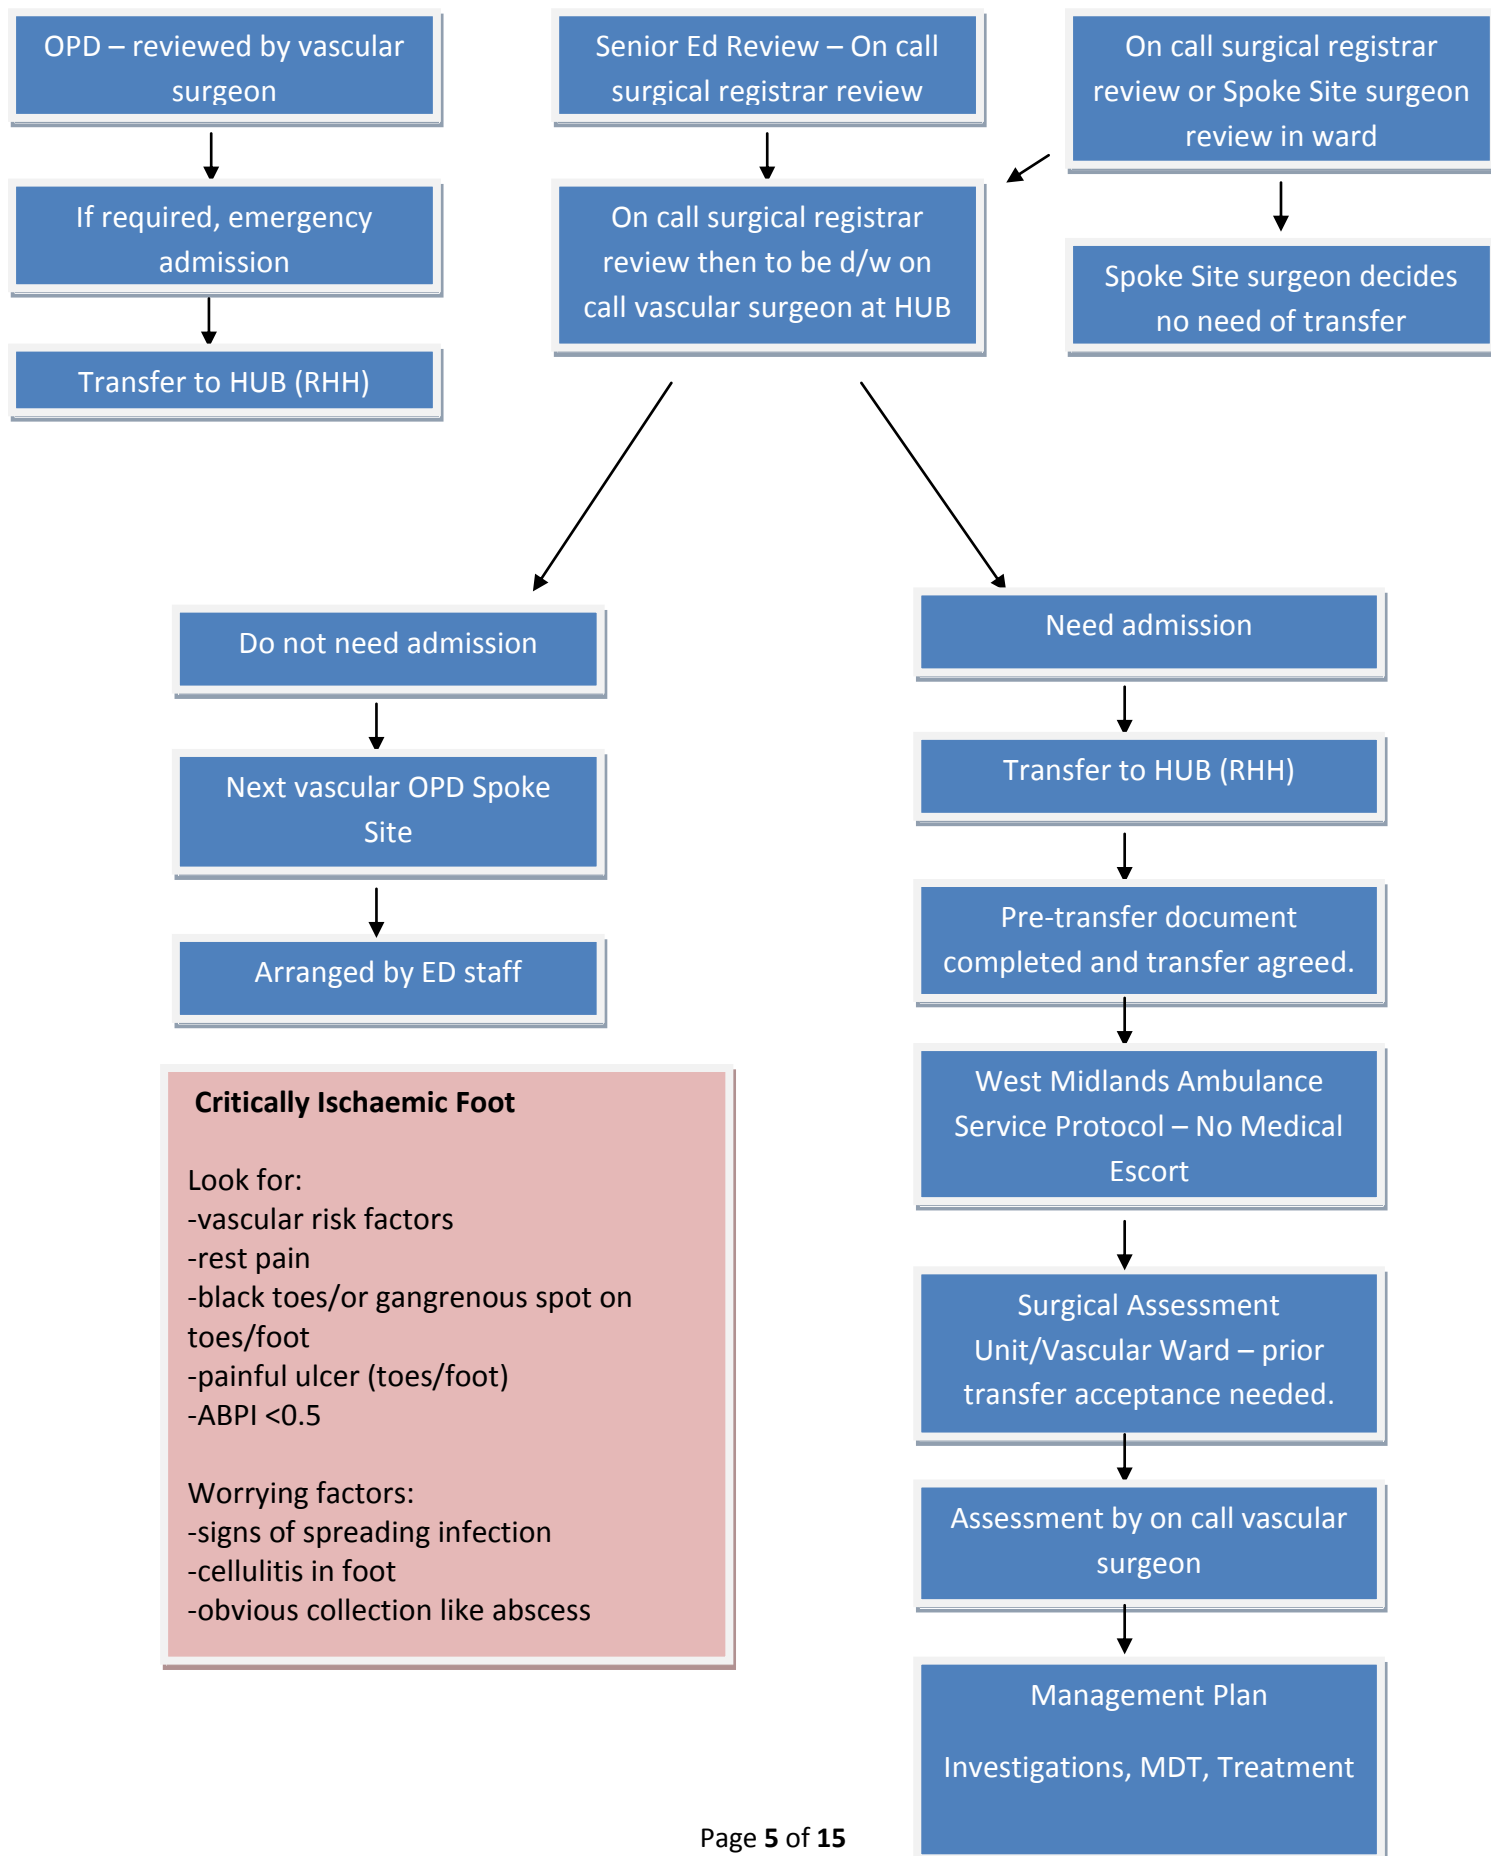 OPD – reviewed by vascular
surgeon
Senior Ed Review – On call
surgical registrar review
On call surgical registrar
review or Spoke Site surgeon
review in ward
If required, emergency
admission
On call surgical registrar
review then to be d/w on
call vascular surgeon at HUB
Spoke Site surgeon decides
no need of transfer
Transfer to HUB (RHH)
Do not need admission
Next vascular OPD Spoke
Site
Arranged by ED staff
Need admission
Transfer to HUB (RHH)
Pre-transfer document
completed and transfer agreed.
West Midlands Ambulance
Service Protocol – No Medical
Escort
Surgical Assessment
Unit/Vascular Ward – prior
transfer acceptance needed.
Assessment by on call vascular
surgeon
Management Plan
Investigations, MDT, Treatment
Critically Ischaemic Foot
Look for:
-vascular risk factors
-rest pain
-black toes/or gangrenous spot on
toes/foot
-painful ulcer (toes/foot)
-ABPI <0.5
Worrying factors:
-signs of spreading infection
-cellulitis in foot
-obvious collection like abscess
Page 5 of 15